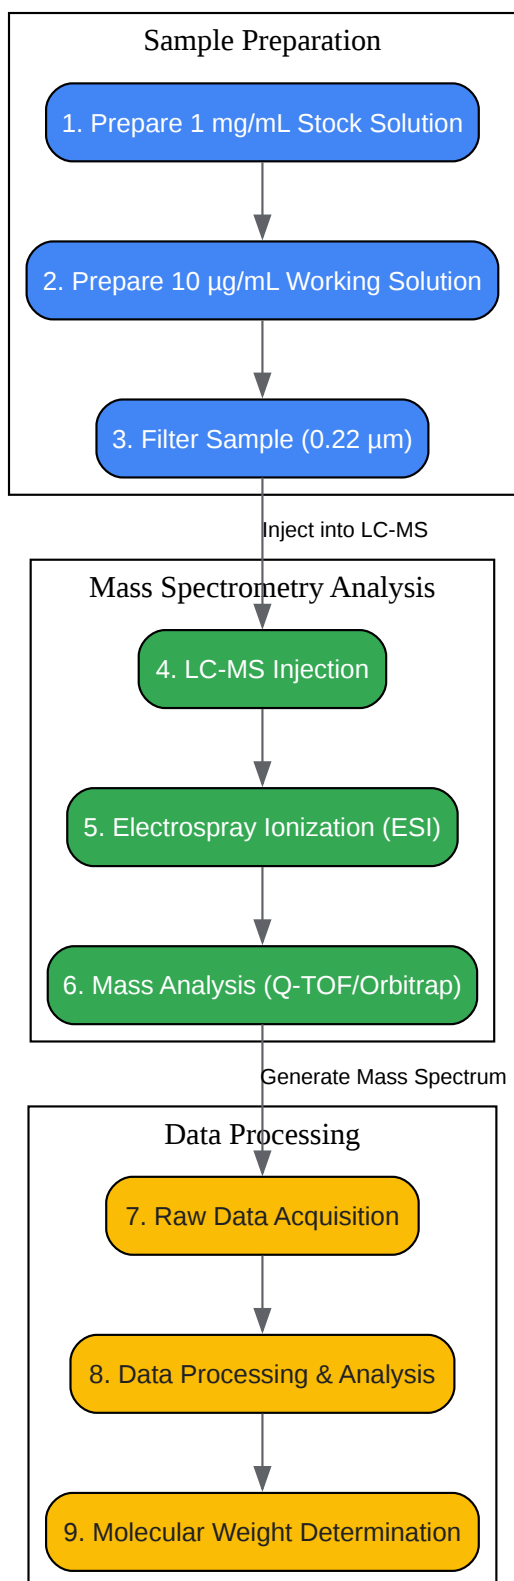 Sample Preparation
1. Prepare 1 mg/mL Stock Solution
2. Prepare 10 µg/mL Working Solution
3. Filter Sample (0.22 µm)
Inject into LC-MS
Mass Spectrometry Analysis
4. LC-MS Injection
5. Electrospray Ionization (ESI)
6. Mass Analysis (Q-TOF/Orbitrap)
Generate Mass Spectrum
Data Processing
7. Raw Data Acquisition
8. Data Processing & Analysis
9. Molecular Weight Determination